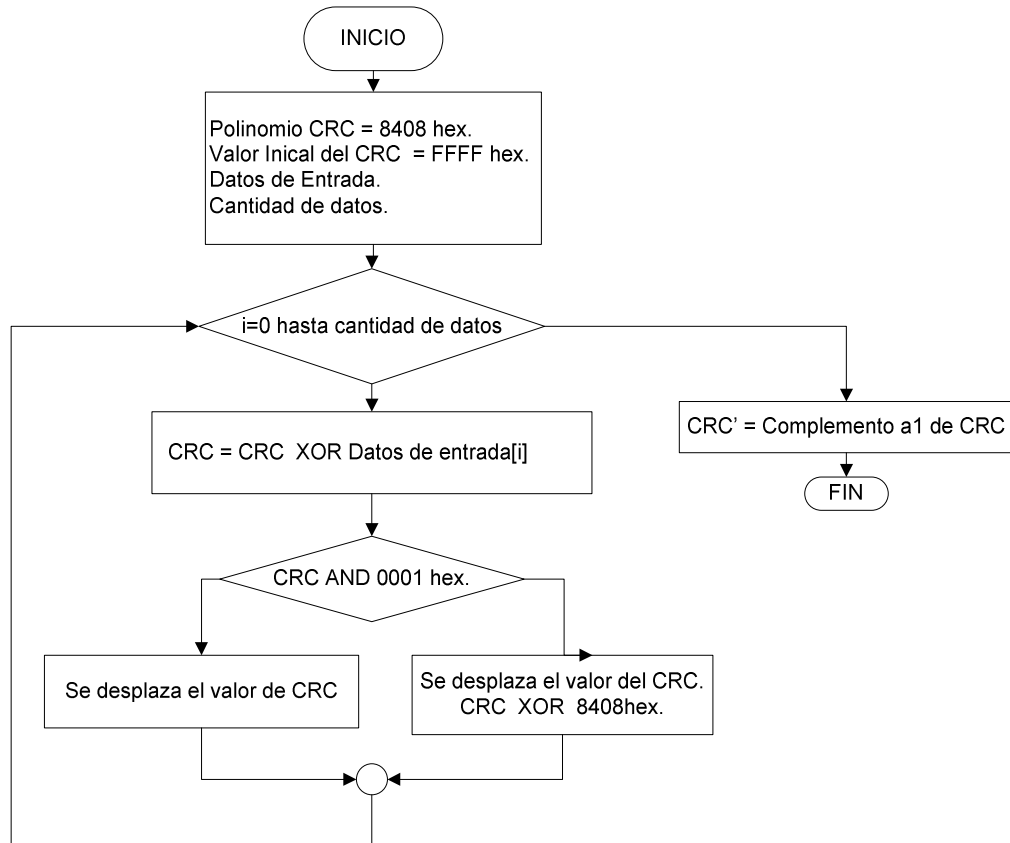 INICIO
Polinomio CRC = 8408 hex.
Valor Inical del CRC = FFFF hex.
Datos de Entrada.
Cantidad de datos.
i=0 hasta cantidad de datos
CRC = CRC XOR Datos de entrada[i]
CRC' = Complemento a1 de CRC
FIN
CRC AND 0001 hex.
Se desplaza el valor de CRC
Se desplaza el valor del CRC.
CRC XOR 8408hex.